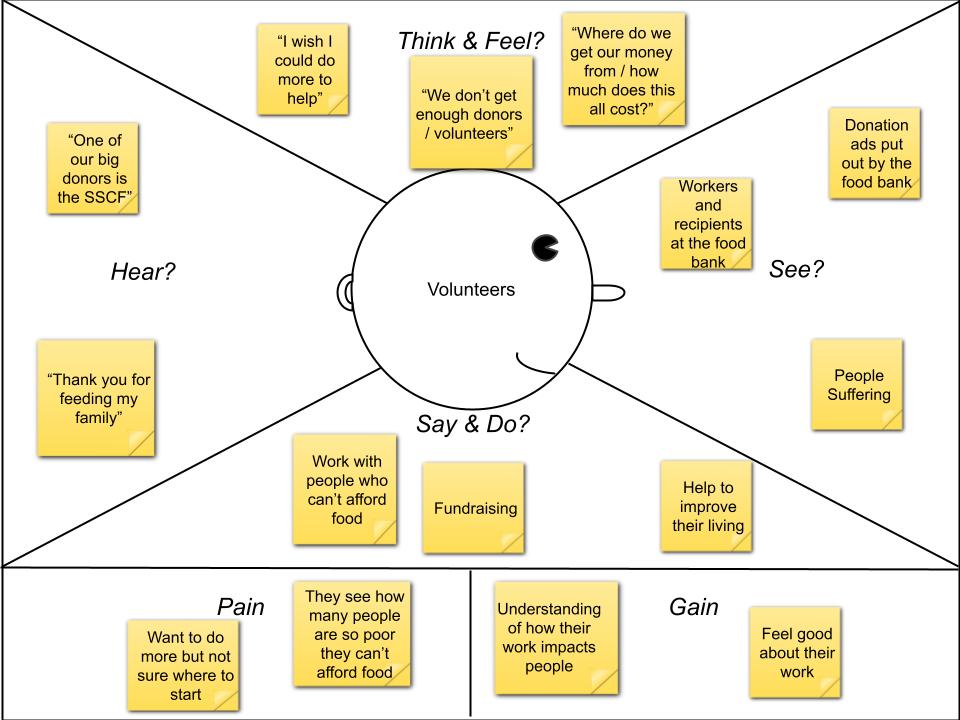 Think & Feel?
“I wish I
could do
more to
help”
“We don’t get
enough donors
/ volunteers”
“Where do we
get our money
from / how
much does this
all cost?”
Hear?
“One of
our big
donors is
the SSCF”
“Thank you for
feeding my
family”
Volunteers
See?
Workers
and
recipients
at the food
bank
Donation
ads put
out by the
food bank
People
Suffering
Say & Do?
Work with
people who
can’t afford
food
Fundraising
Help to
improve
their living
Pain
Want to do
more but not
sure where to
start
They see how
many people
are so poor
they can’t
afford food
Gain
Understanding
of how their
work impacts
people
Feel good
about their
work